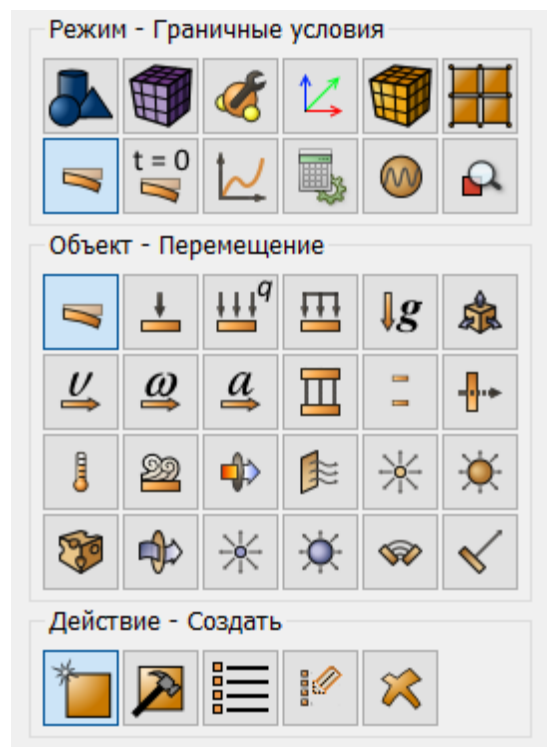 Режим - Граничные условия
t = 0
Объект - Перемещение
q
g
υ ω a
Действие - Создать